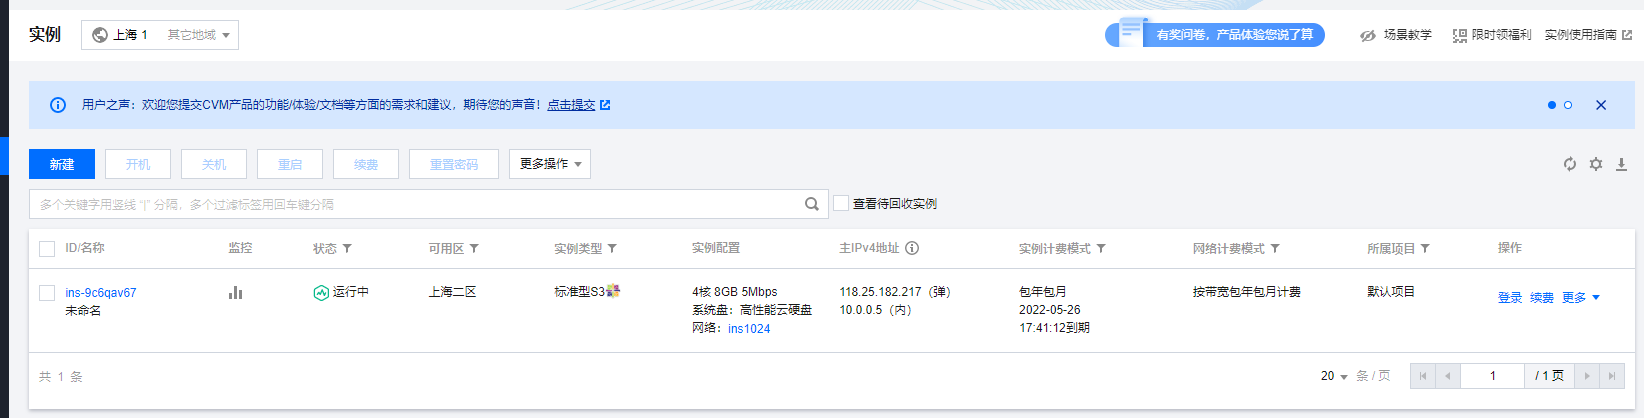 实例
上海 1 其它地域
有奖问卷，产品体验您说了算
场景教学
限时领福利
实例使用指南
用户之声：欢迎您提交CVM产品的功能/体验/文档等方面的需求和建议，期待您的声音！点击提交
新建
开机
关机
重启
续费
重置密码
更多操作
多个关键字用竖线 “|” 分隔，多个过滤标签用回车键分隔
查看待回收实例
ID/名称 监控 状态 可用区 实例类型 实例配置 主IPv4地址 实例计费模式 网络计费模式 所属项目 操作
ins-9c6qav67
未命名
运行中
上海二区
标准型S3
4核 8GB 5Mbps
系统盘：高性能云硬盘
网络：ins1024
118.25.182.217（弹）
10.0.0.5（内）
包年包月
2022-05-26
17:41:12到期
按带宽包年包月计费
默认项目
登录 续费 更多
共 1 条
20 条 / 页
1 / 1 页